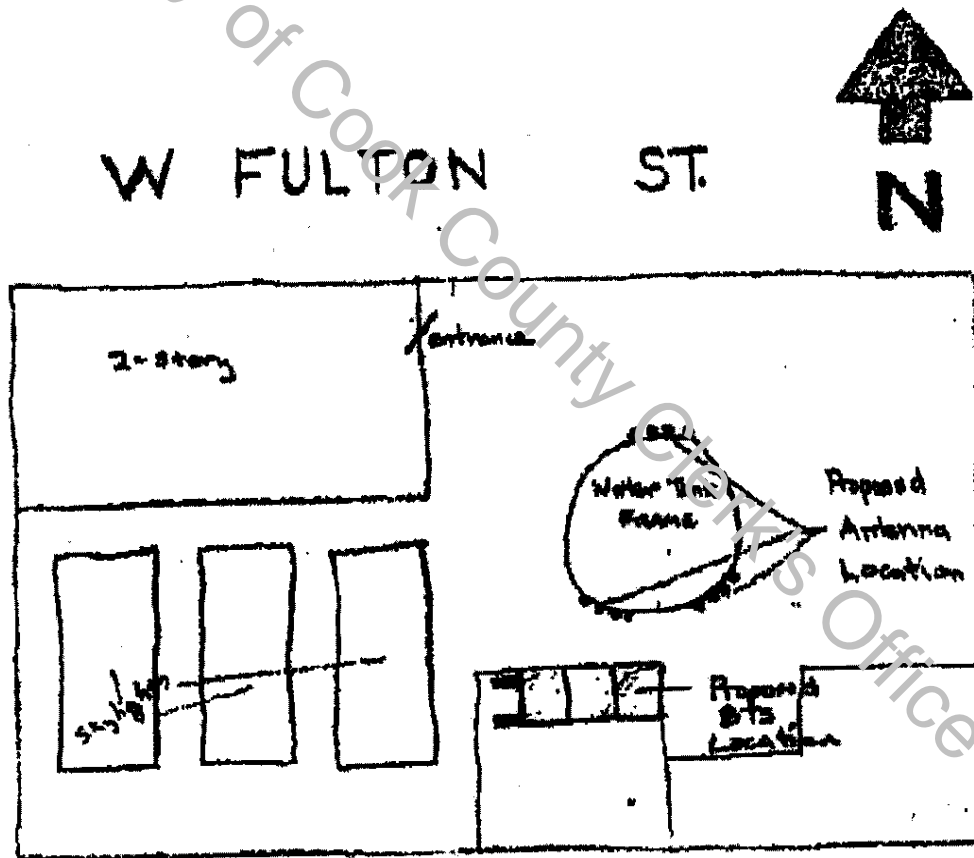 of Cook County Clerk's Office
W FULTON ST.
N
2-story
entrance
Water Tank
FRAME
Proposed
Antenna
Location
skylights
Proposed
BTS
Location